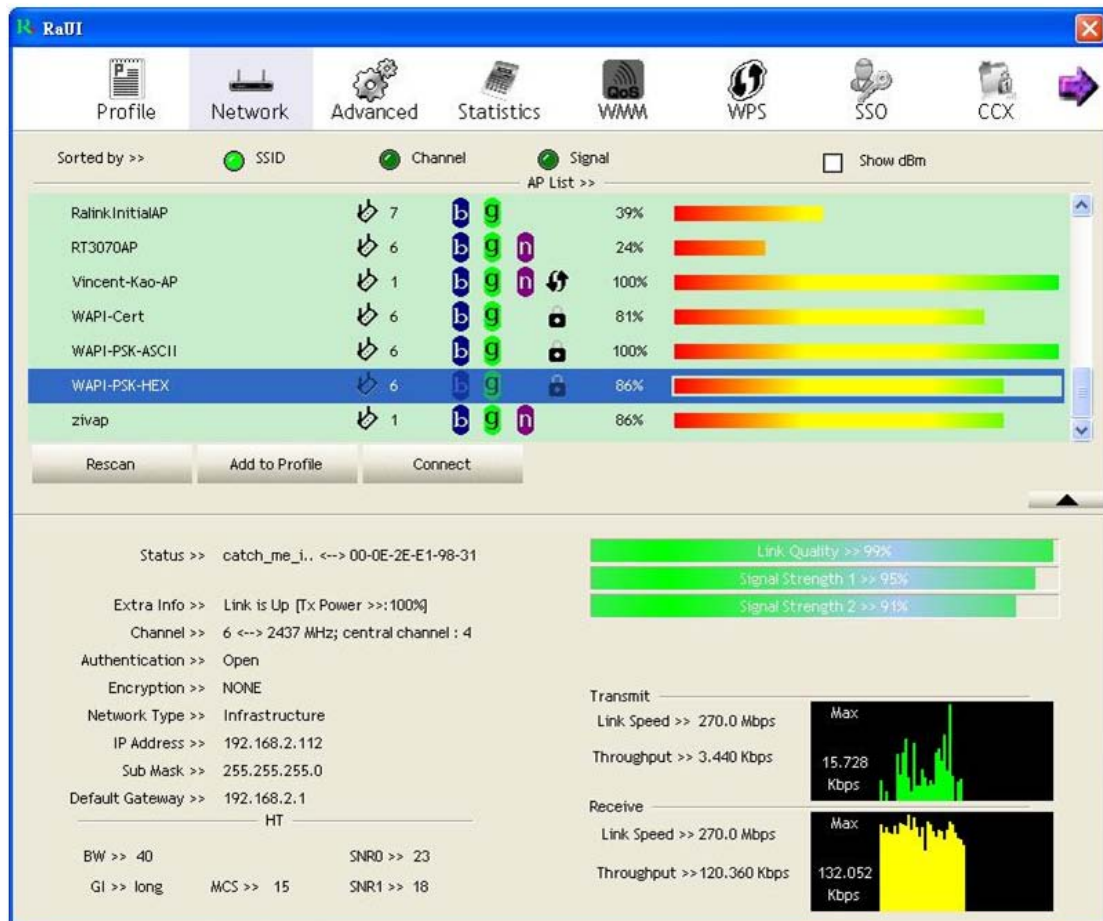 RaUI
Profile Network Advanced Statistics QoS WMM WPS SSO CCX
Sorted by >> SSID Channel Signal Show dBm
AP List >>
RalinkInitialAP 7 b g 39%
RT3070AP 6 b g n 24%
Vincent-Kao-AP 1 b g n 100%
WAPI-Cert 6 b g 81%
WAPI-PSK-ASCII 6 b g 100%
WAPI-PSK-HEX 6 b g 86%
zivap 1 b g n 86%
Rescan Add to Profile Connect
Status >> catch_me_i.. <--> 00-0E-2E-E1-98-31
Extra Info >> Link is Up [Tx Power >>:100%]
Channel >> 6 <--> 2437 MHz; central channel : 4
Authentication >> Open
Encryption >> NONE
Network Type >> Infrastructure
IP Address >> 192.168.2.112
Sub Mask >> 255.255.255.0
Default Gateway >> 192.168.2.1
HT
BW >> 40 SNR0 >> 23
GI >> long MCS >> 15 SNR1 >> 18
Link Quality >> 99%
Signal Strength 1 >> 95%
Signal Strength 2 >> 91%
Transmit
Link Speed >> 270.0 Mbps
Throughput >> 3.440 Kbps
Max
15.728
Kbps
Receive
Link Speed >> 270.0 Mbps
Throughput >> 120.360 Kbps
Max
132.052
Kbps